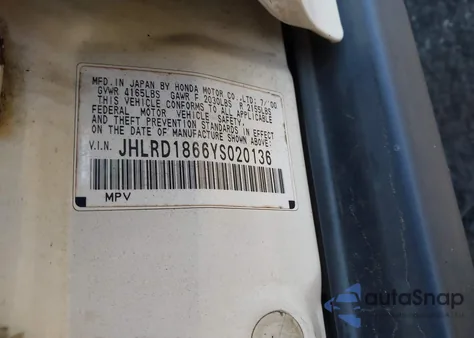 MFD. IN JAPAN BY HONDA MOTOR CO., LTD. 7/'00
GVWR 4165LBS GAWR F 2030LBS R 2155LBS
THIS VEHICLE CONFORMS TO ALL APPLICABLE
FEDERAL MOTOR VEHICLE SAFETY
AND THEFT PREVENTION STANDARDS IN EFFECT
ON THE DATE OF MANUFACTURE SHOWN ABOVE.
V.I.N. JHLRD1866YS020136
MPV
autoSnap